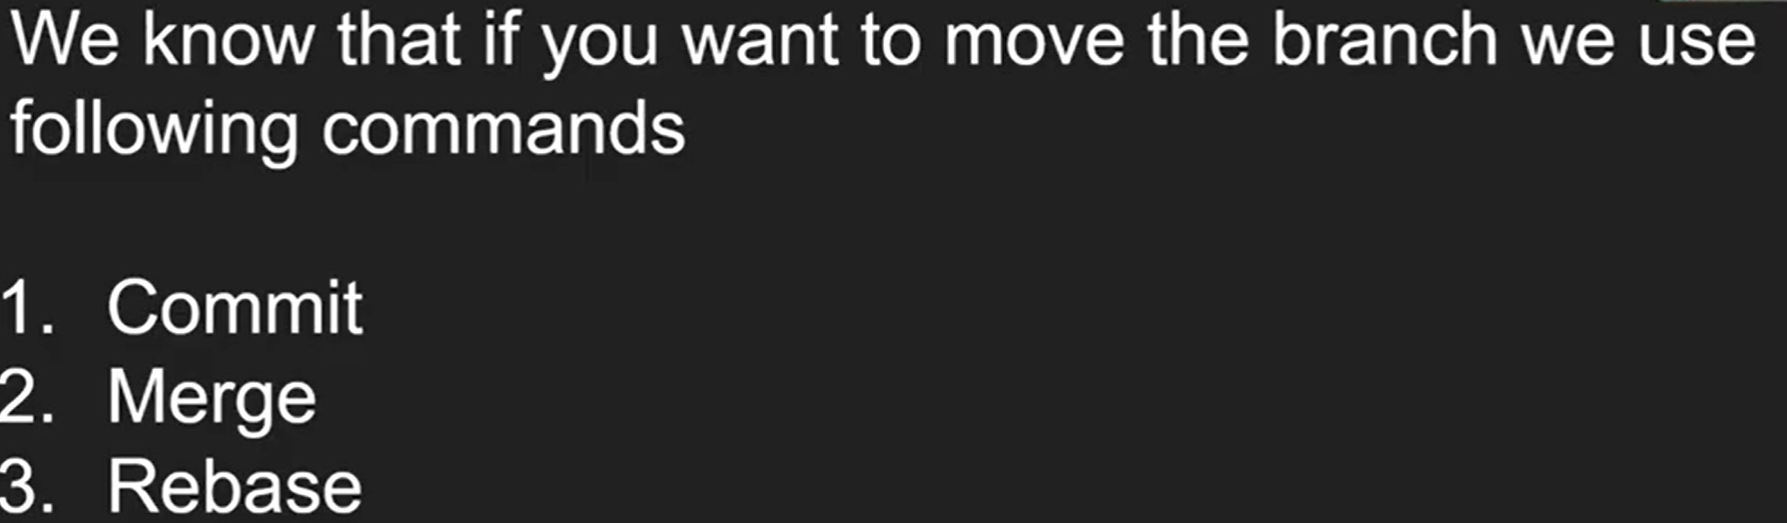 We know that if you want to move the branch we use
following commands
1. Commit
2. Merge
3. Rebase